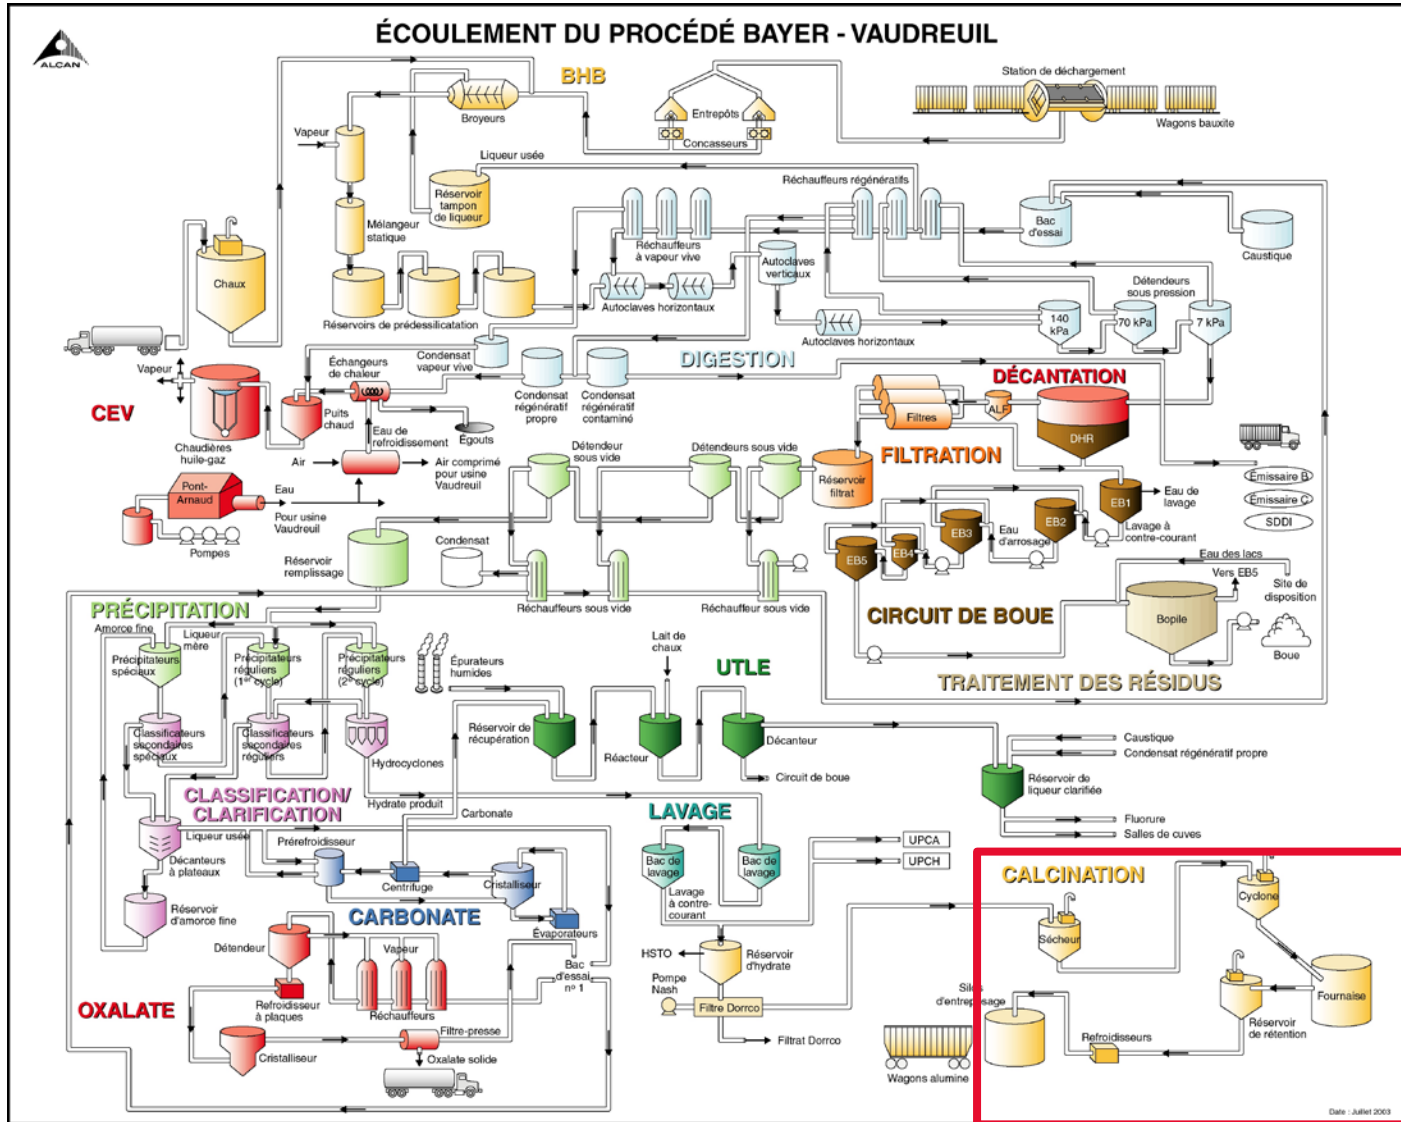 ÉCOULEMENT DU PROCÉDÉ BAYER - VAUDREUIL
ALCAN
BHB
Broyeurs
Entrepôts
Concasseurs
Station de déchargement
Wagons bauxite
Vapeur
Liqueur usée
Réservoir
tampon
de liqueur
Mélangeur
statique
Chaux
Réservoirs de prédessilicatation
Réchauffeurs
à vapeur vive
Réchauffeurs régénératifs
Bac
d'essai
Caustique
Autoclaves
verticaux
Autoclaves horizontaux
Autoclaves horizontaux
Détendeurs
sous pression
140
kPa
70 kPa
7 kPa
DIGESTION
Condensat
vapeur vive
Condensat
régénératif
propre
Condensat
régénératif
contaminé
Vapeur
CEV
Chaudières
huile-gaz
Puits
chaud
Échangeurs
de chaleur
Eau de
refroidissement
Égouts
Air
Air comprimé
pour usine
Vaudreuil
Pont-
Arnaud
Eau
Pour usine
Vaudreuil
Pompes
DÉCANTATION
ALF
DHR
Filtres
FILTRATION
Réservoir
filtrat
Détendeur
sous vide
Détendeurs sous vide
Émissaire B
Émissaire C
SDDI
EB1
Eau de
lavage
Lavage à
contre-courant
EB2
Eau
d'arrosage
EB3
EB4
EB5
CIRCUIT DE BOUE
Eau des lacs
Vers EB5
Site de
disposition
Bopile
Boue
TRAITEMENT DES RÉSIDUS
Réservoir
remplissage
Condensat
Réchauffeurs sous vide
Réchauffeur sous vide
PRÉCIPITATION
Amorce fine
Liqueur
mère
Précipitateurs
spéciaux
Précipitateurs
réguliers
(1er cycle)
Précipitateurs
réguliers
(2e cycle)
Classificateurs
secondaires
spéciaux
Classificateurs
secondaires
réguliers
Hydrocyclones
CLASSIFICATION/
CLARIFICATION
Hydrate produit
Épurateurs
humides
Lait de
chaux
UTLE
Réservoir de
récupération
Réacteur
Décanteur
Circuit de boue
Caustique
Condensat régénératif propre
Réservoir de
liqueur clarifiée
Fluorure
Salles de cuves
Liqueur usée
Décanteurs
à plateaux
Réservoir
d'amorce fine
Prérefroidisseur
Carbonate
Centrifuge
Cristalliseur
Évaporateurs
CARBONATE
LAVAGE
Bac de
lavage
Bac de
lavage
Lavage
à contre-
courant
UPCA
UPCH
HSTO
Réservoir
d'hydrate
Pompe
Nash
Filtre Dorrco
Filtrat Dorrco
Détendeur
Vapeur
Refroidisseur
à plaques
Réchauffeurs
Bac
d'essai
nº 1
OXALATE
Cristalliseur
Filtre-presse
Oxalate solide
Wagons alumine
CALCINATION
Sécheur
Cyclone
Fournaise
Réservoir
de rétention
Refroidisseurs
Silos
d'entreposage
Date : Juillet 2003